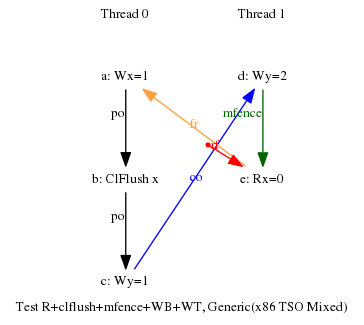 Thread 0 Thread 1
a: Wx=1 d: Wy=2
po mfence
fr
rf
b: ClFlush x e: Rx=0
co
po
c: Wy=1
Test R+clflush+mfence+WB+WT, Generic(x86 TSO Mixed)